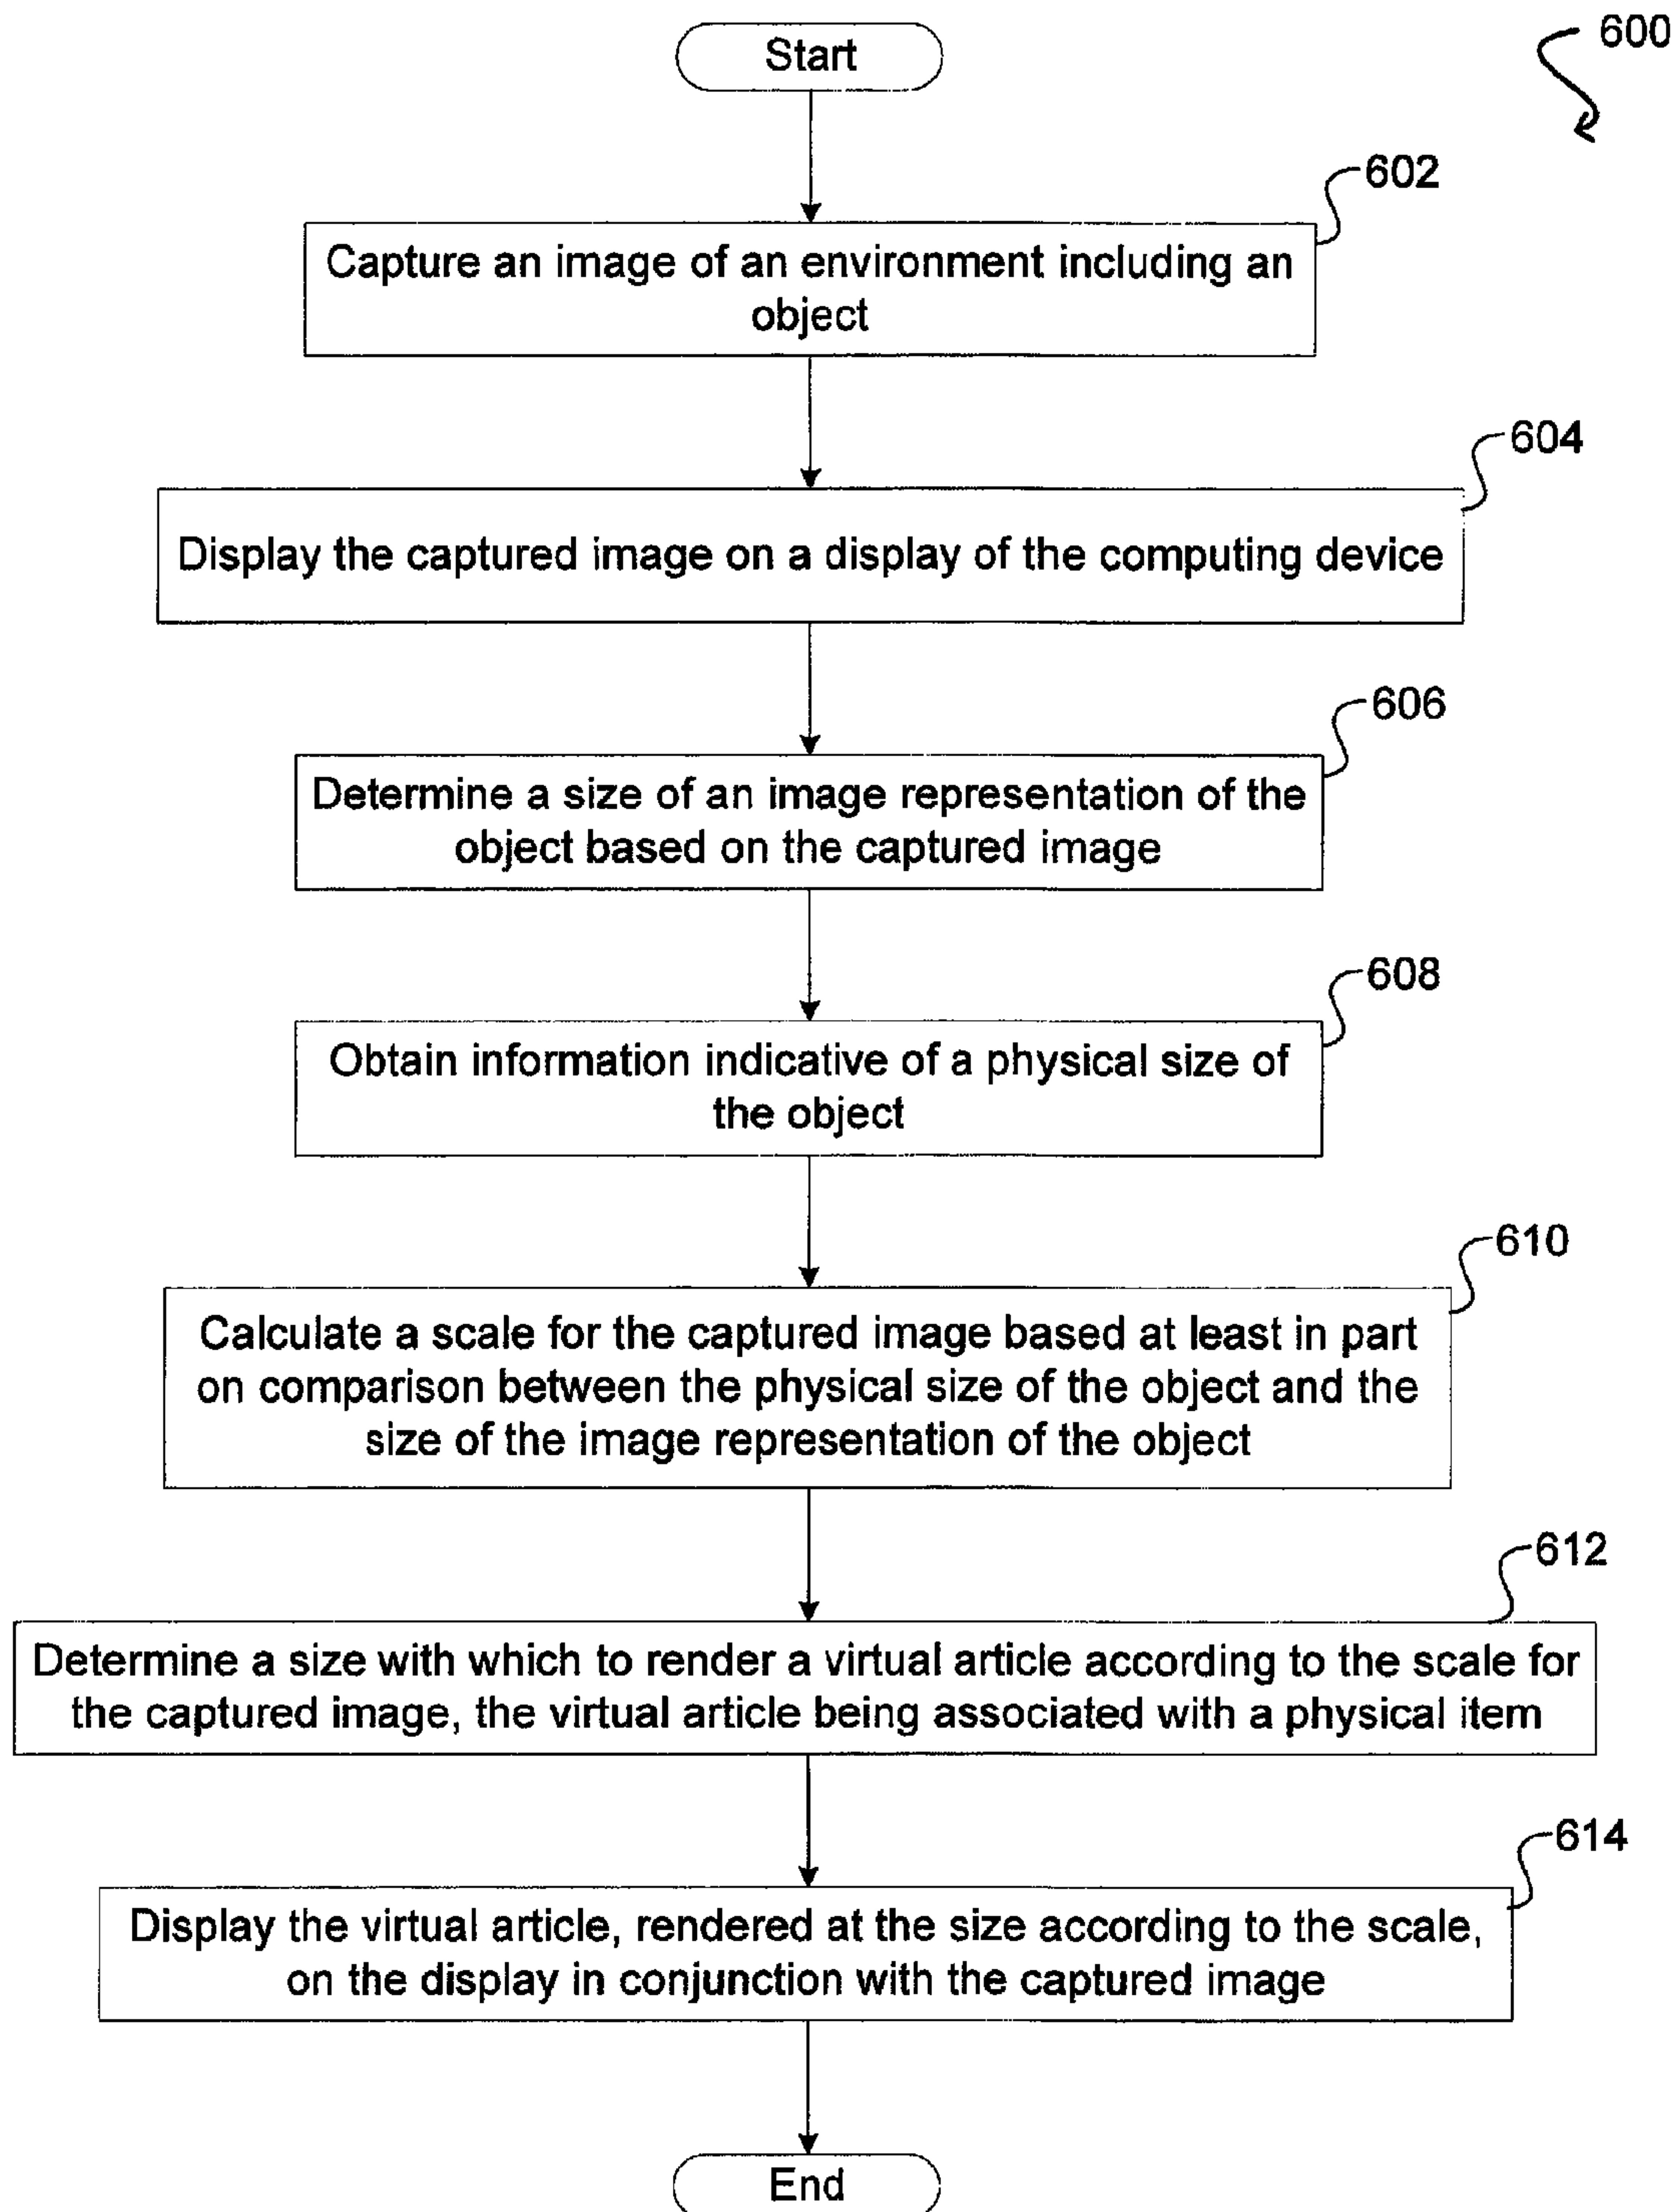 Start
600
602
Capture an image of an environment including an
object
604
Display the captured image on a display of the computing device
606
Determine a size of an image representation of the
object based on the captured image
608
Obtain information indicative of a physical size of
the object
610
Calculate a scale for the captured image based at least in part
on comparison between the physical size of the object and the
size of the image representation of the object
612
Determine a size with which to render a virtual article according to the scale for
the captured image, the virtual article being associated with a physical item
614
Display the virtual article, rendered at the size according to the scale,
on the display in conjunction with the captured image
End